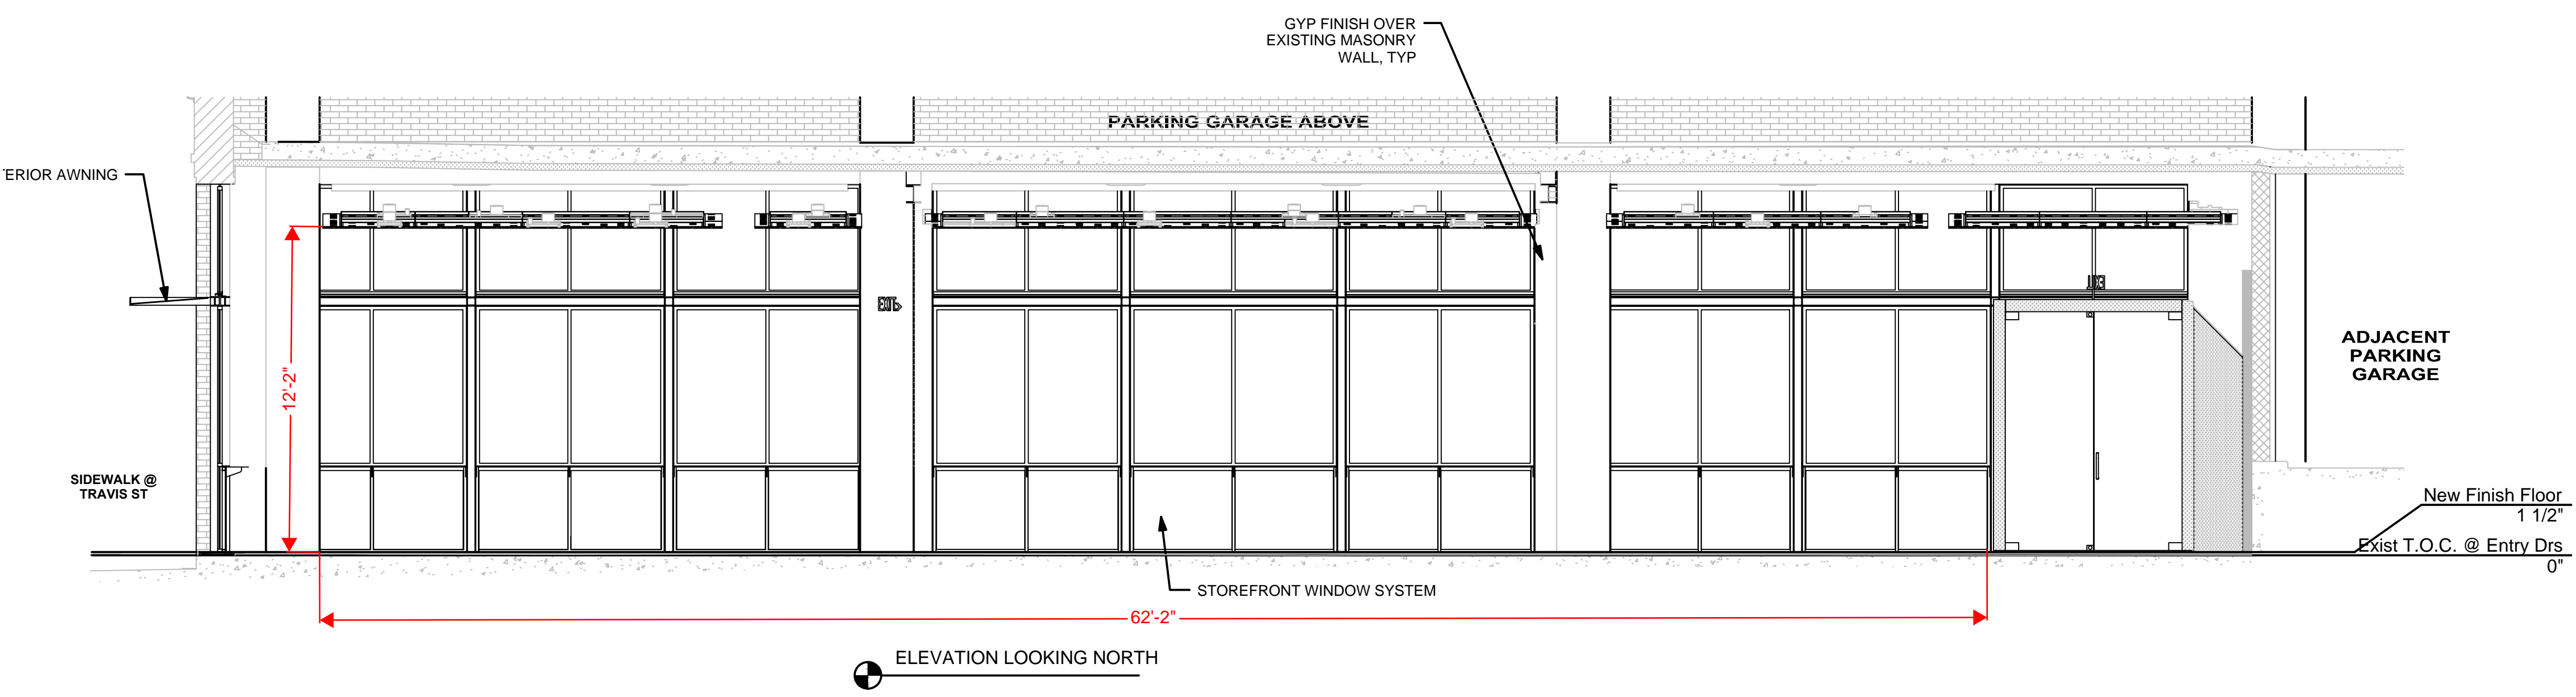 GYP FINISH OVER
EXISTING MASONRY
WALL, TYP
PARKING GARAGE ABOVE
TERIOR AWNING
EXIT
EXIT
12'-2"
ADJACENT
PARKING
GARAGE
SIDEWALK @
TRAVIS ST
New Finish Floor
1 1/2"
Exist T.O.C. @ Entry Drs
0"
STOREFRONT WINDOW SYSTEM
62'-2"
ELEVATION LOOKING NORTH